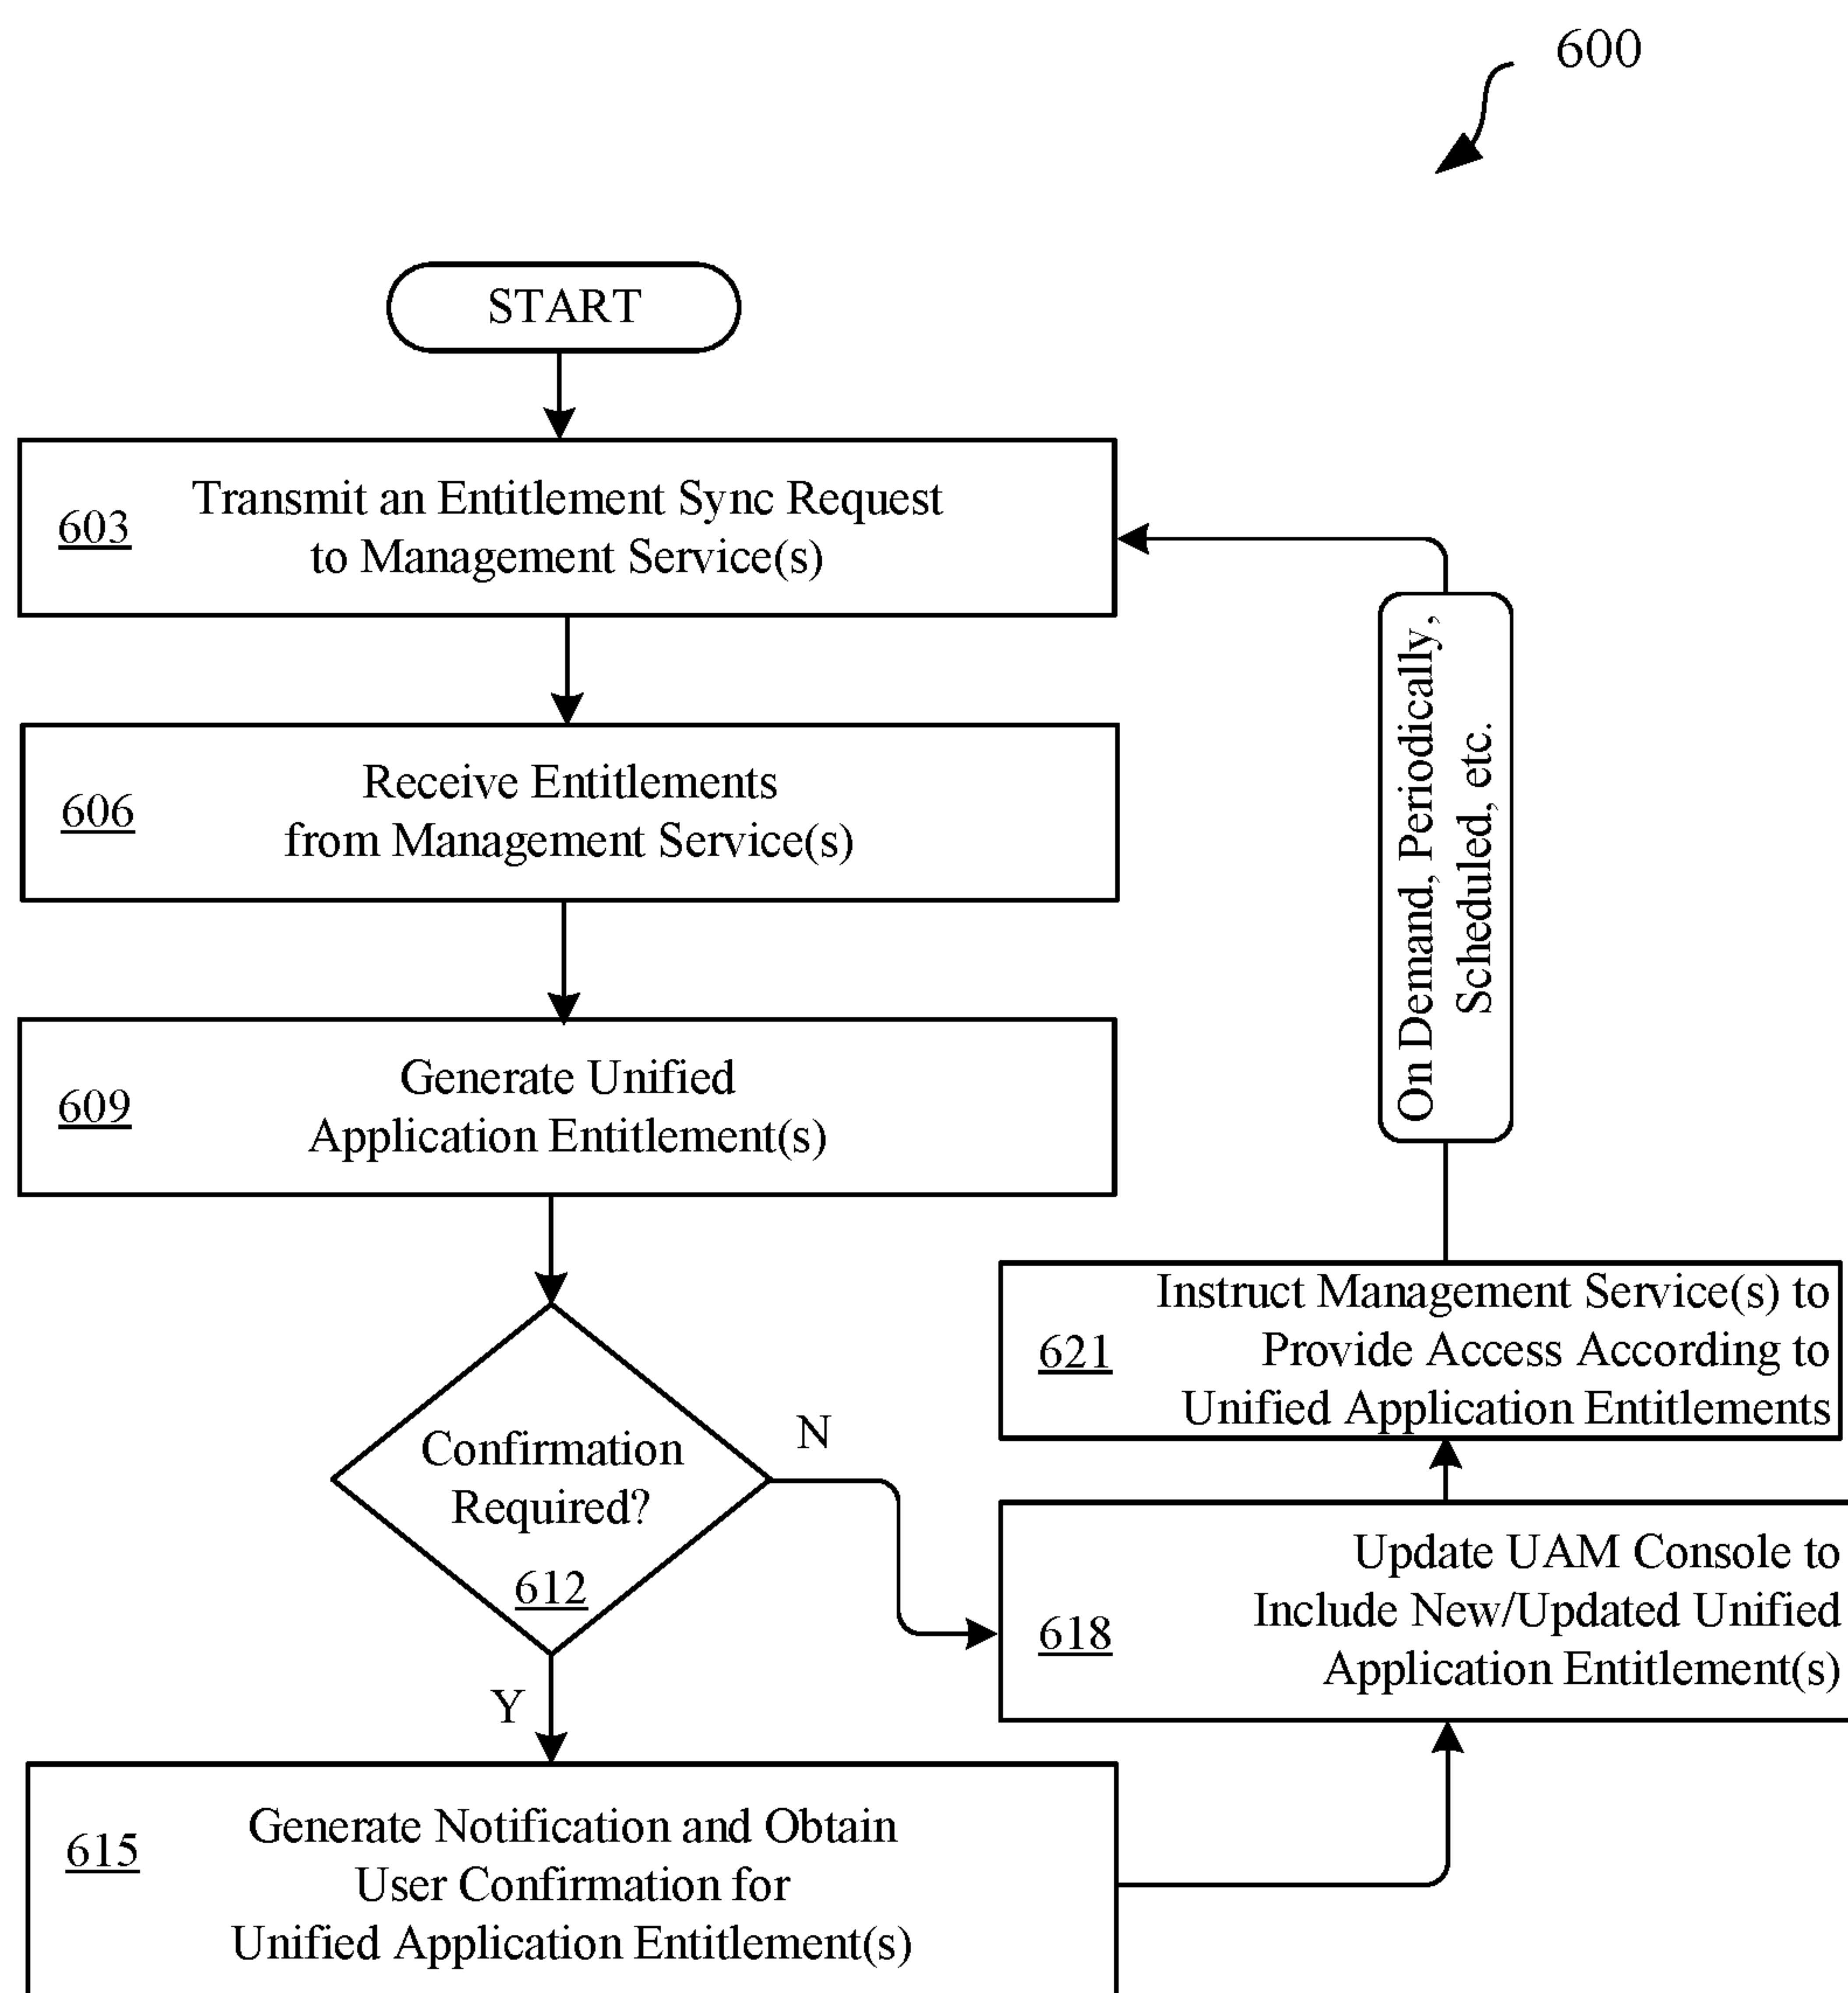 600
START
603
Transmit an Entitlement Sync Request
to Management Service(s)
606
Receive Entitlements
from Management Service(s)
609
Generate Unified
Application Entitlement(s)
Confirmation
Required?
612
N
Y
615
Generate Notification and Obtain
User Confirmation for
Unified Application Entitlement(s)
618
Update UAM Console to
Include New/Updated Unified
Application Entitlement(s)
621
Instruct Management Service(s) to
Provide Access According to
Unified Application Entitlements
On Demand, Periodically,
Scheduled, etc.